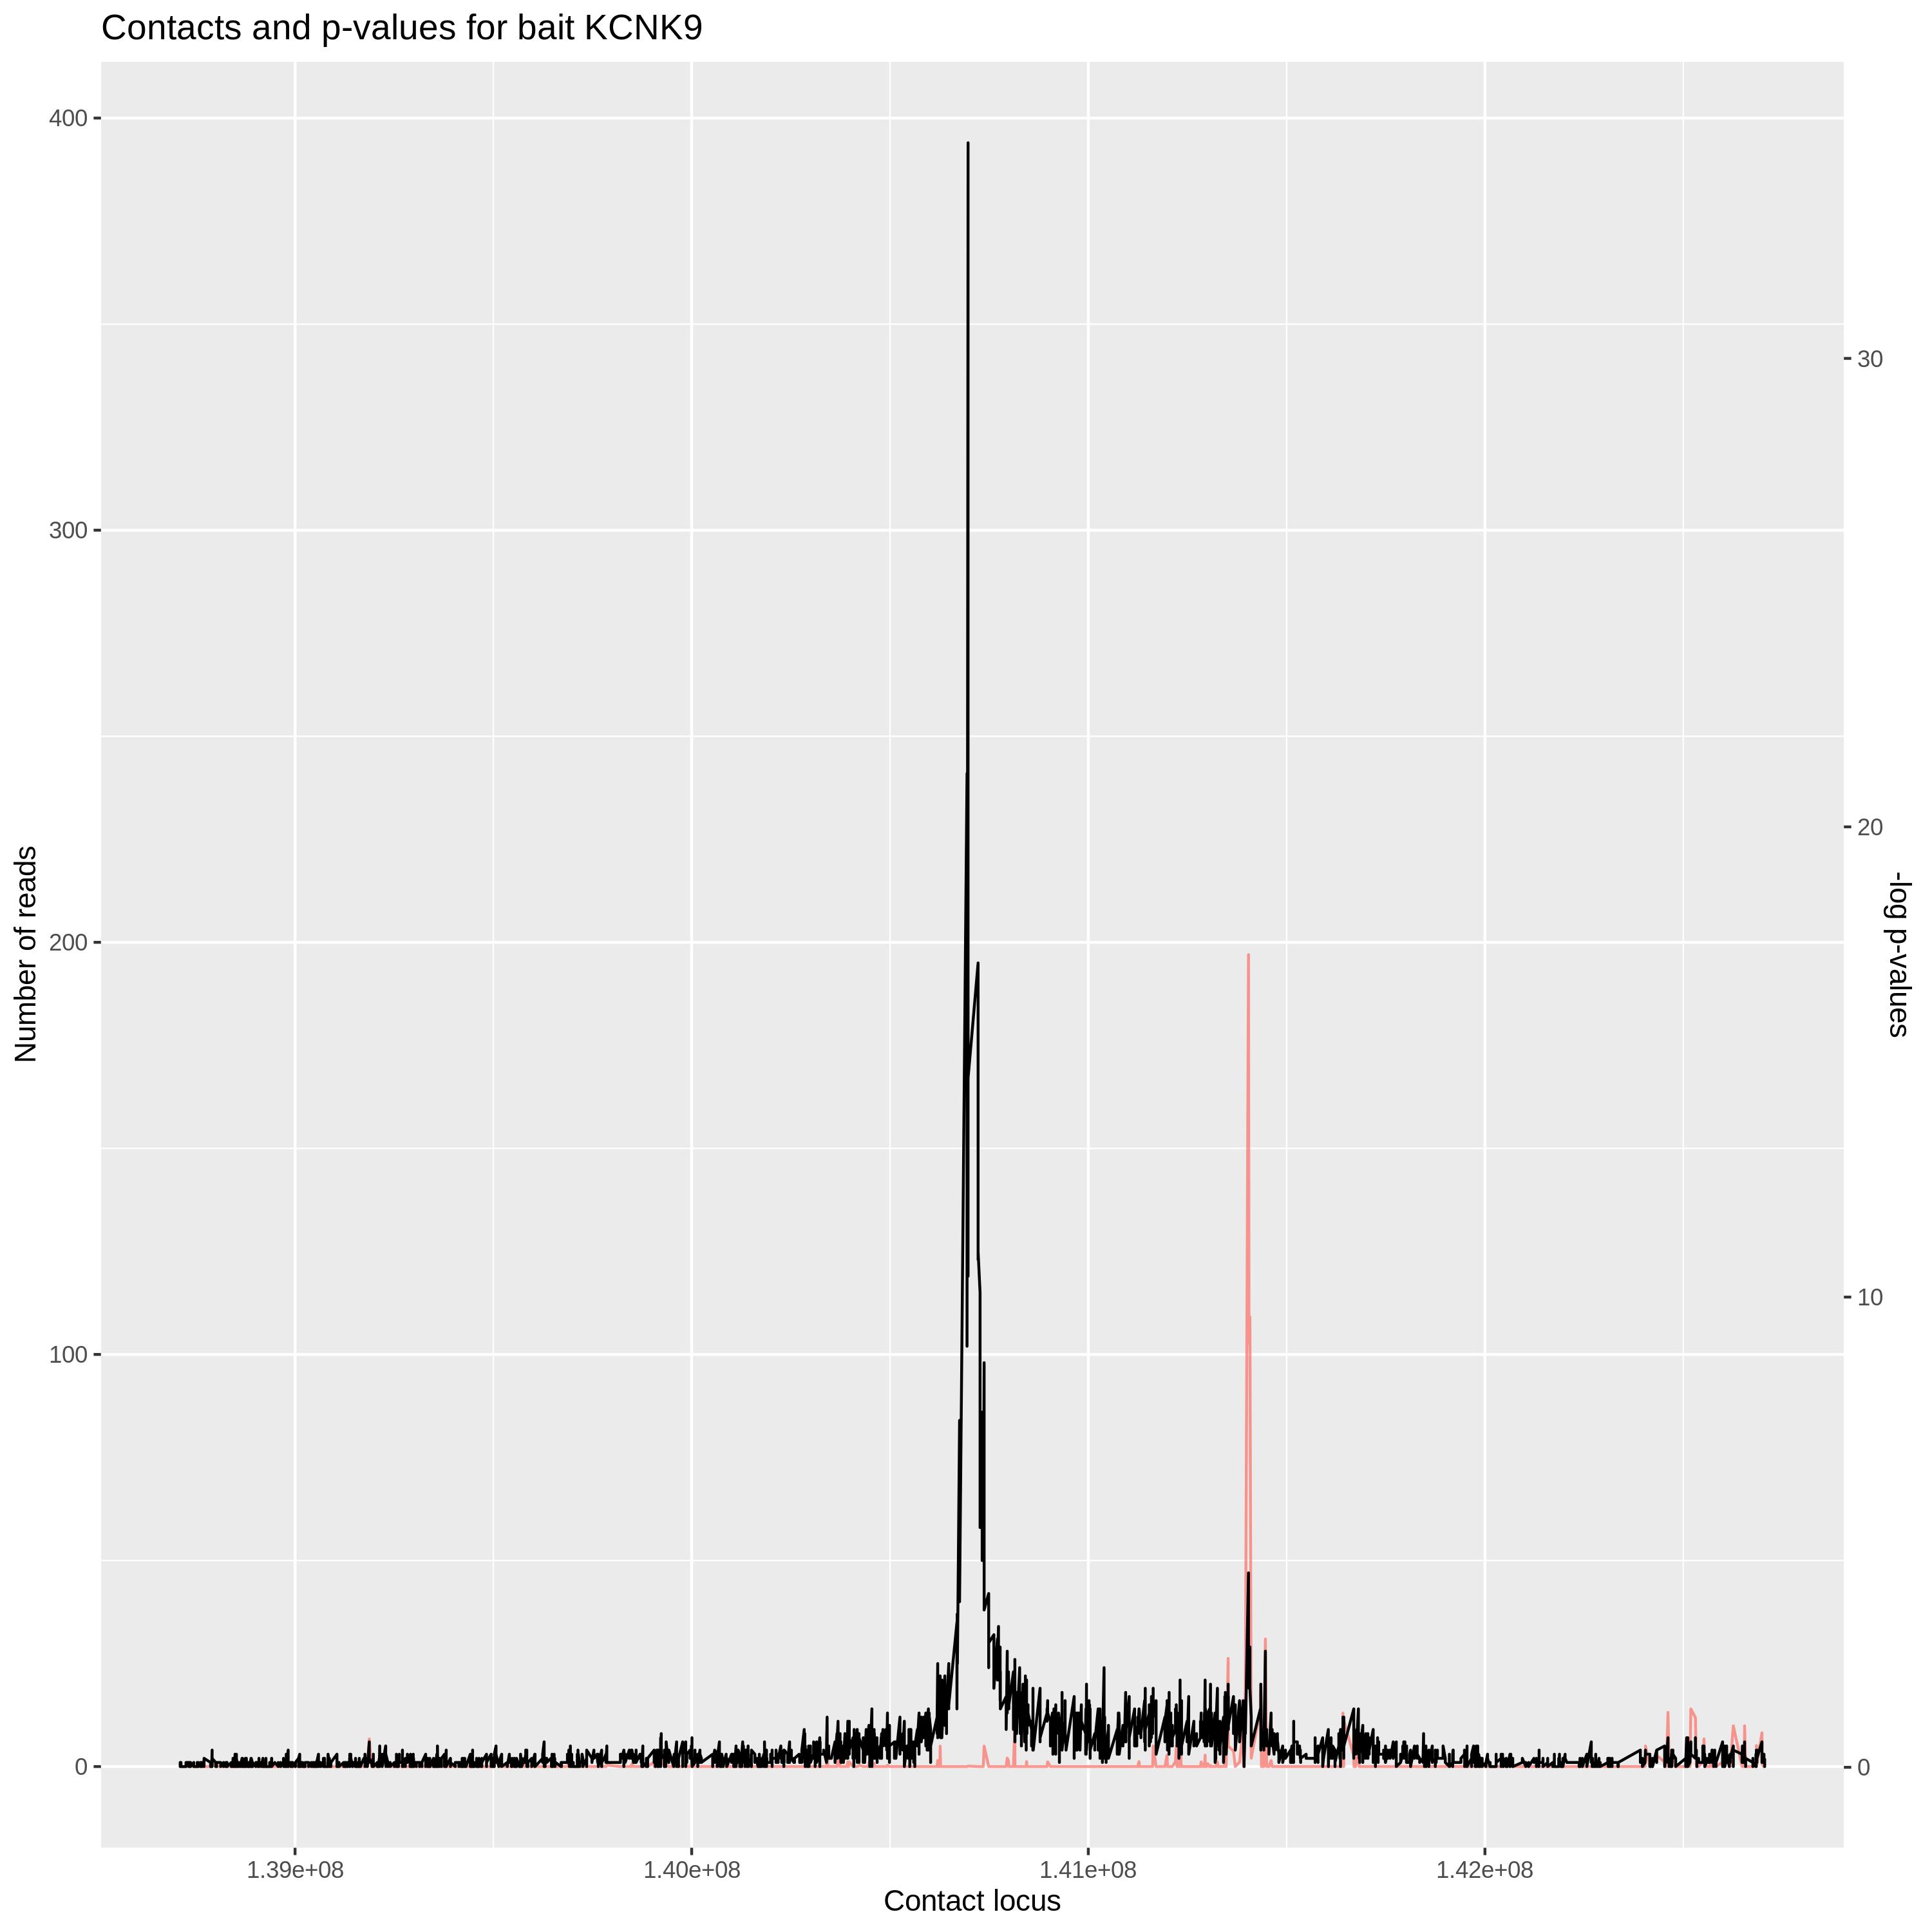 Contacts and p-values for bait KCNK9
400
300
200
100
0
Number of reads
30
20
10
0
-log p-values
1.39e+08
1.40e+08
1.41e+08
1.42e+08
Contact locus